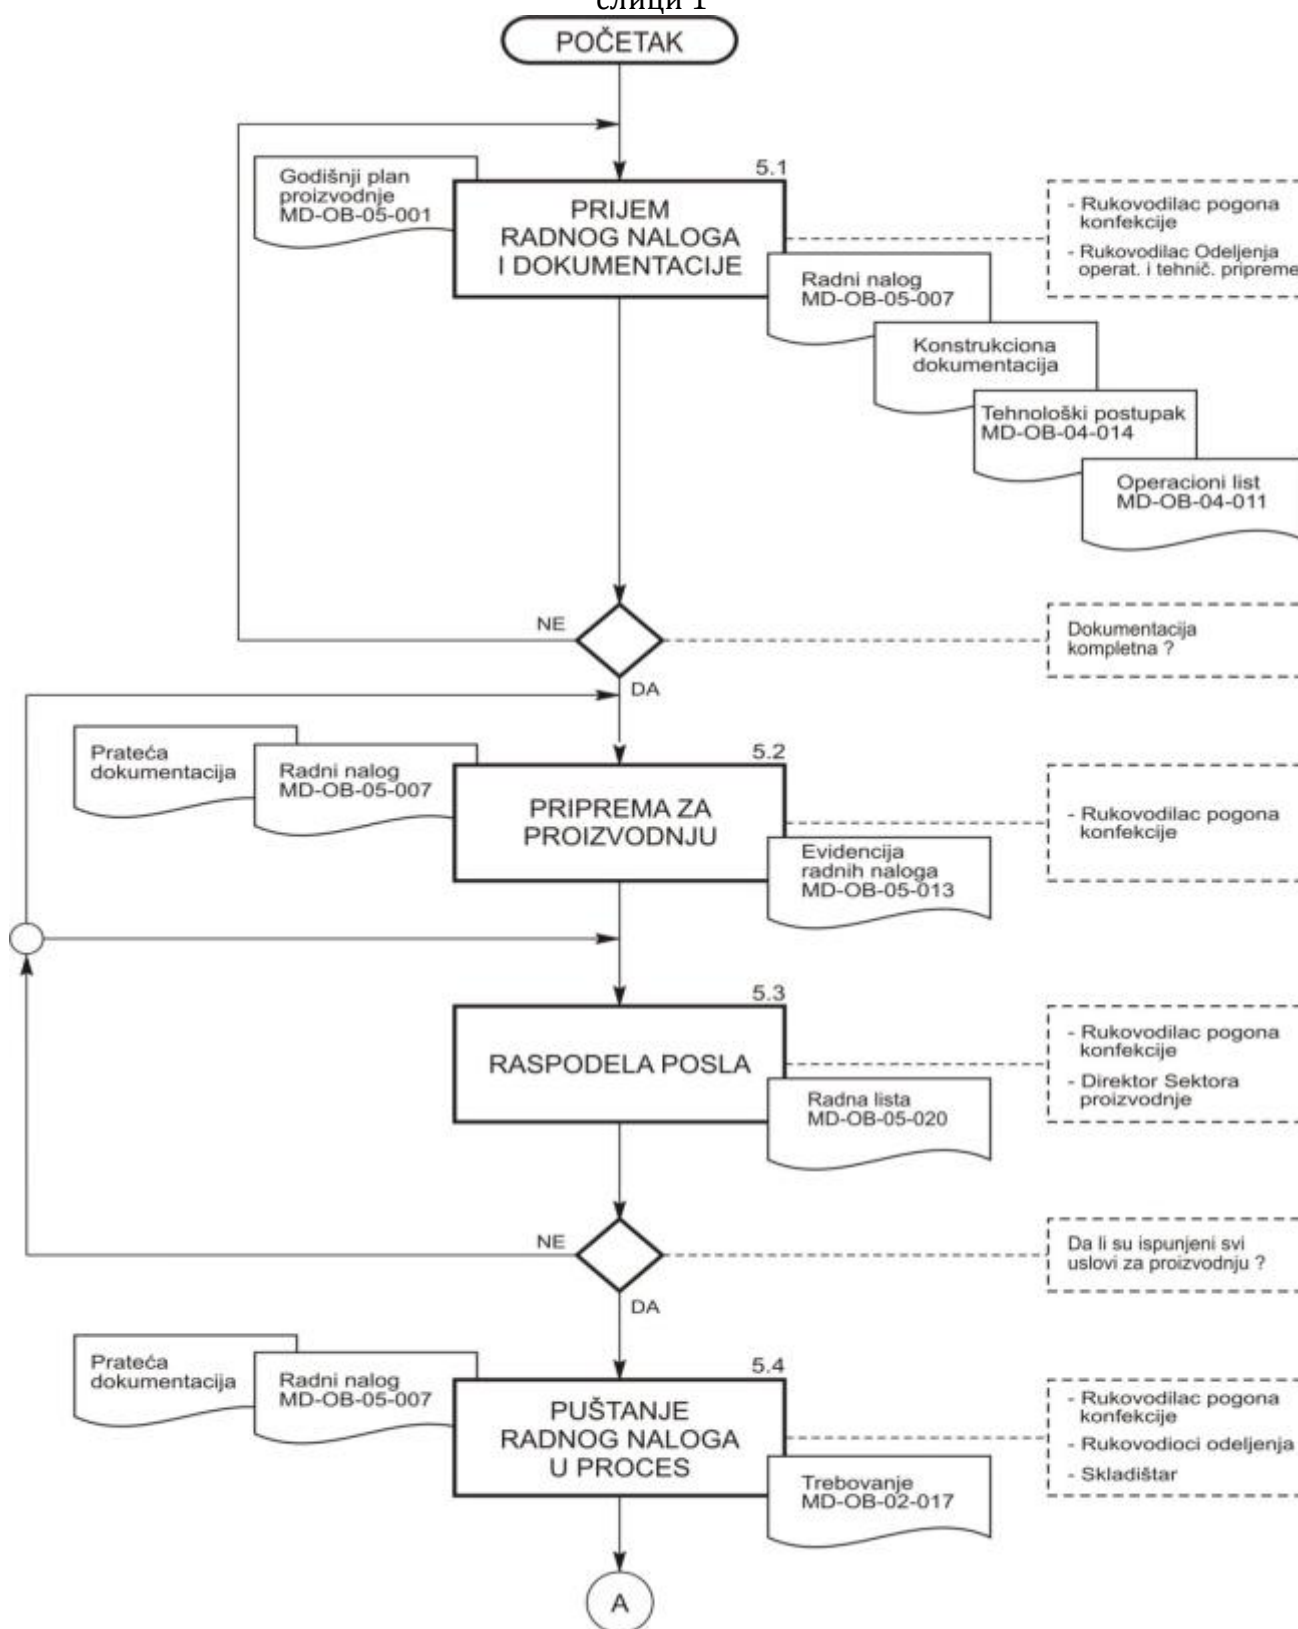 слици 1
POČETAK
Godišnji plan
proizvodnje
MD-OB-05-001
5.1
PRIJEM
RADNOG NALOGA
I DOKUMENTACIJE
- Rukovodilac pogona
konfekcije
- Rukovodilac Odeljenja
operat. i tehnič. pripreme
Radni nalog
MD-OB-05-007
Konstrukciona
dokumentacija
Tehnološki postupak
MD-OB-04-014
Operacioni list
MD-OB-04-011
NE
Dokumentacija
kompletna ?
DA
Prateća
dokumentacija
Radni nalog
MD-OB-05-007
5.2
PRIPREMA ZA
PROIZVODNJU
- Rukovodilac pogona
konfekcije
Evidencija
radnih naloga
MD-OB-05-013
5.3
RASPODELA POSLA
- Rukovodilac pogona
konfekcije
- Direktor Sektora
proizvodnje
Radna lista
MD-OB-05-020
NE
Da li su ispunjeni svi
uslovi za proizvodnju ?
DA
Prateća
dokumentacija
Radni nalog
MD-OB-05-007
5.4
PUŠTANJE
RADNOG NALOGA
U PROCES
- Rukovodilac pogona
konfekcije
- Rukovodioci odeljenja
- Skladištar
Trebovanje
MD-OB-02-017
A